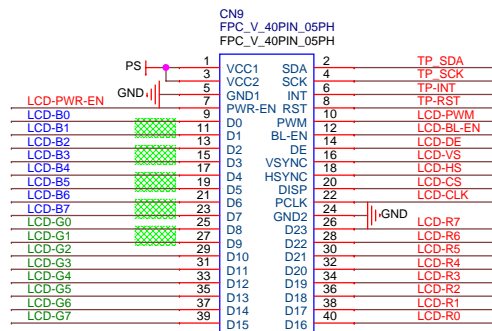 CN9
FPC_V_40PIN_05PH
FPC_V_40PIN_05PH
PS 1 VCC1 SDA 2 TP_SDA
3 VCC2 SCK 4 TP_SCK
GND 5 GND1 INT 6 TP-INT
LCD-PWR-EN 7 PWR-EN RST 8 TP-RST
LCD-B0 9 D0 PWM 10 LCD-PWM
LCD-B1 11 D1 BL-EN 12 LCD-BL-EN
LCD-B2 13 D2 DE 14 LCD-DE
LCD-B3 15 D3 VSYNC 16 LCD-VS
LCD-B4 17 D4 HSYNC 18 LCD-HS
LCD-B5 19 D5 DISP 20 LCD-CS
LCD-B6 21 D6 PCLK 22 LCD-CLK
LCD-B7 23 D7 GND2 24 GND
LCD-G0 25 D8 D23 26 LCD-R7
LCD-G1 27 D9 D22 28 LCD-R6
LCD-G2 29 D10 D21 30 LCD-R5
LCD-G3 31 D11 D20 32 LCD-R4
LCD-G4 33 D12 D19 34 LCD-R3
LCD-G5 35 D13 D18 36 LCD-R2
LCD-G6 37 D14 D17 38 LCD-R1
LCD-G7 39 D15 D16 40 LCD-R0